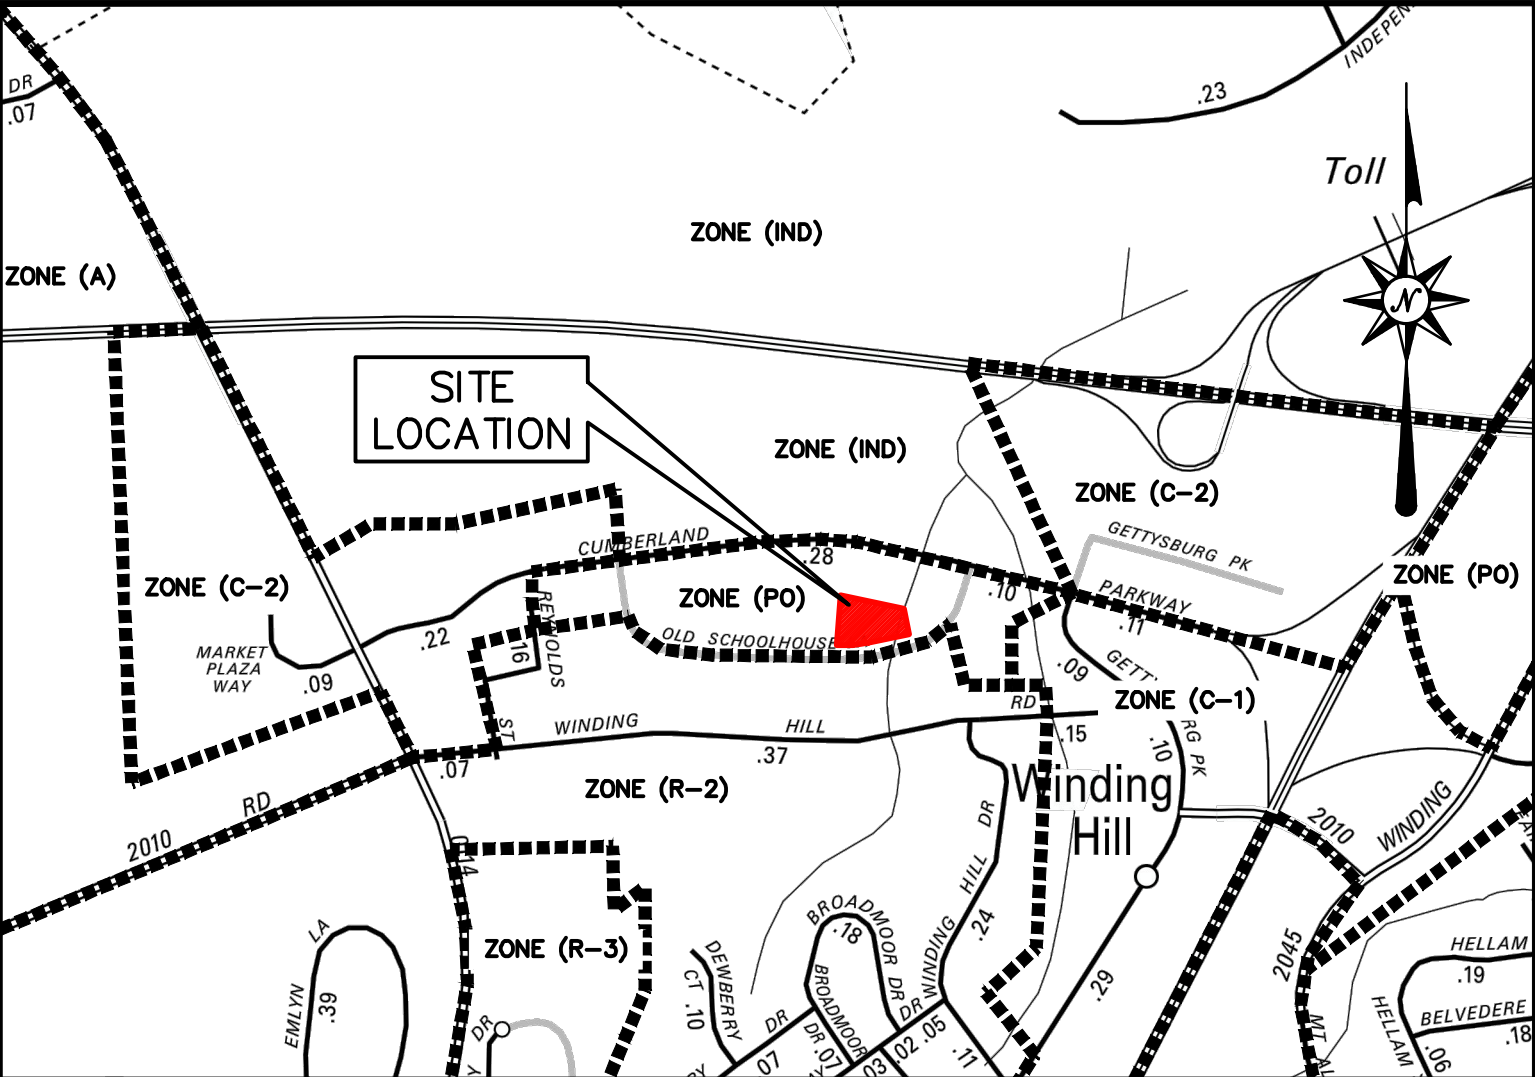 DR
.07
INDEPEN
.23
Toll
ZONE (IND)
ZONE (A)
N
SITE
LOCATION
ZONE (IND)
ZONE (C-2)
GETTYSBURG PK
CUMBERLAND
.28
ZONE (PO)
ZONE (C-2)
ZONE (PO)
.10
PARKWAY
.11
REYNOLDS
ST
OLD SCHOOLHOUSE
.22
.16
MARKET
PLAZA
WAY
.09
.09
GETT
RG PK
ZONE (C-1)
RD
WINDING HILL
.15
.10
.37
.07
ZONE (R-2)
Winding
Hill
RD
2010
2010
WINDING
WINDING HILL DR
.24
ZONE (R-3)
BROADMOOR DR
.18
EMLYN LA
.39
DEWBERRY
CT .10
BROADMOOR
DR .07
DR
DR
2045
HELLAM
.19
BELVEDERE
.18
HELLAM
.06
.29
MT AL
DR
07
03
.02
.05
.11